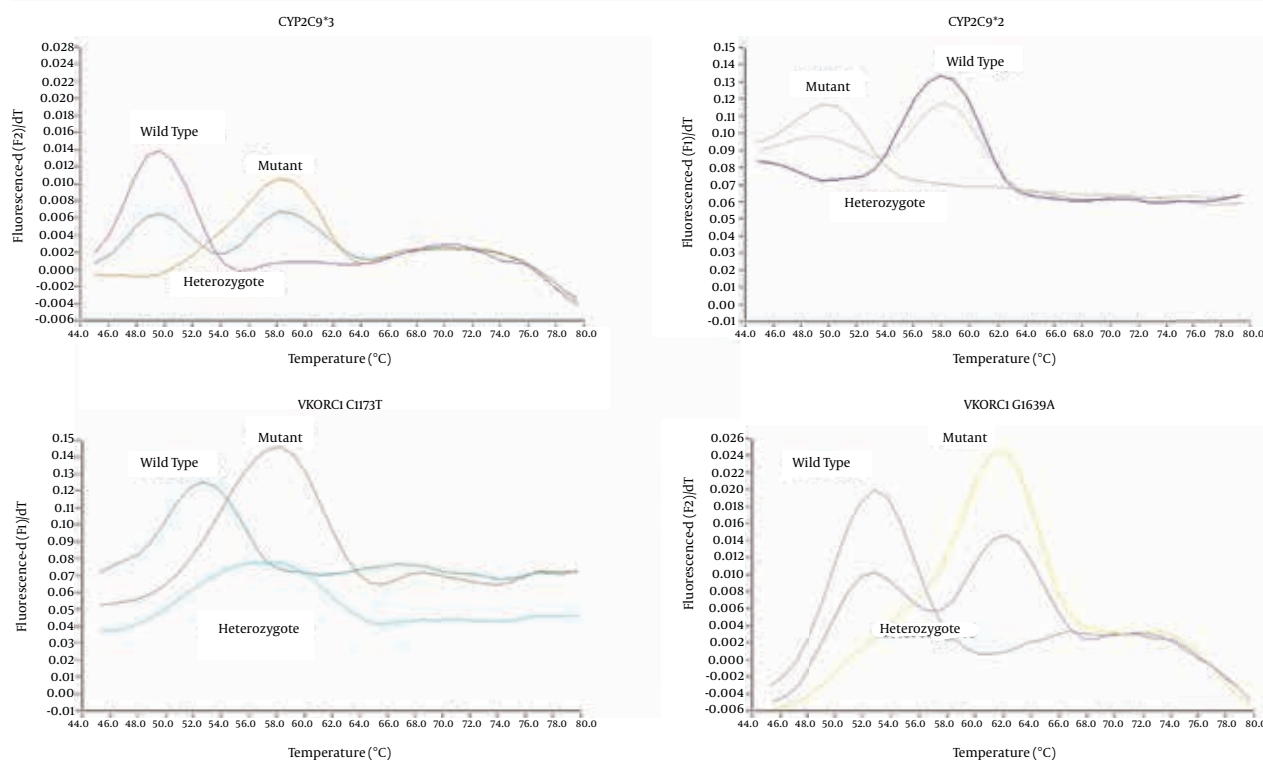 CYP2C9*3
Fluorescence-d (F2)/dT
0.028
0.024
0.022
0.020
0.018
0.016
0.014
0.012
0.010
0.008
0.006
0.004
0.002
0.000
-0.002
-0.004
-0.006
Wild Type
Mutant
Heterozygote
44.0 46.0 48.0 50.0 52.0 54.0 56.0 58.0 60.0 62.0 64.0 66.0 68.0 70.0 72.0 74.0 76.0 78.0 80.0
Temperature (°C)
CYP2C9*2
Fluorescence-d (F1)/dT
0.15
0.14
0.13
0.12
0.10
0.09
0.08
0.07
0.06
0.05
0.04
0.03
0.02
0.01
0.00
-0.01
Wild Type
Mutant
Heterozygote
44.0 46.0 48.0 50.0 52.0 54.0 56.0 58.0 60.0 62.0 64.0 66.0 68.0 70.0 72.0 74.0 76.0 78.0 80.0
Temperature (°C)
VKORC1 C1173T
Fluorescence-d (F1)/dT
0.15
0.14
0.13
0.12
0.11
0.10
0.09
0.08
0.07
0.06
0.05
0.04
0.03
0.02
0.01
0.00
-0.01
Mutant
Wild Type
Heterozygote
44.0 46.0 48.0 50.0 52.0 54.0 56.0 58.0 60.0 62.0 64.0 66.0 68.0 70.0 72.0 74.0 76.0 78.0 80.0
Temperature (°C)
VKORC1 G1639A
Fluorescence-d (F2)/dT
0.026
0.024
0.022
0.020
0.018
0.016
0.014
0.012
0.010
0.008
0.006
0.004
0.002
0.000
-0.002
-0.004
-0.006
Mutant
Wild Type
Heterozygote
44.0 46.0 48.0 50.0 52.0 54.0 56.0 58.0 60.0 62.0 64.0 66.0 68.0 70.0 72.0 74.0 76.0 78.0 80.0
Temperature (°C)